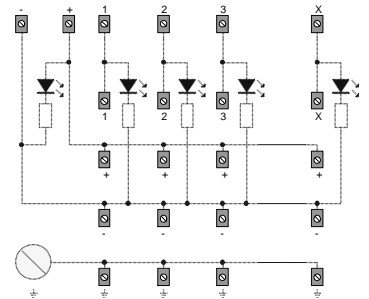 - + 1 2 3 X
1 2 3 X
+ + + +
- - - -